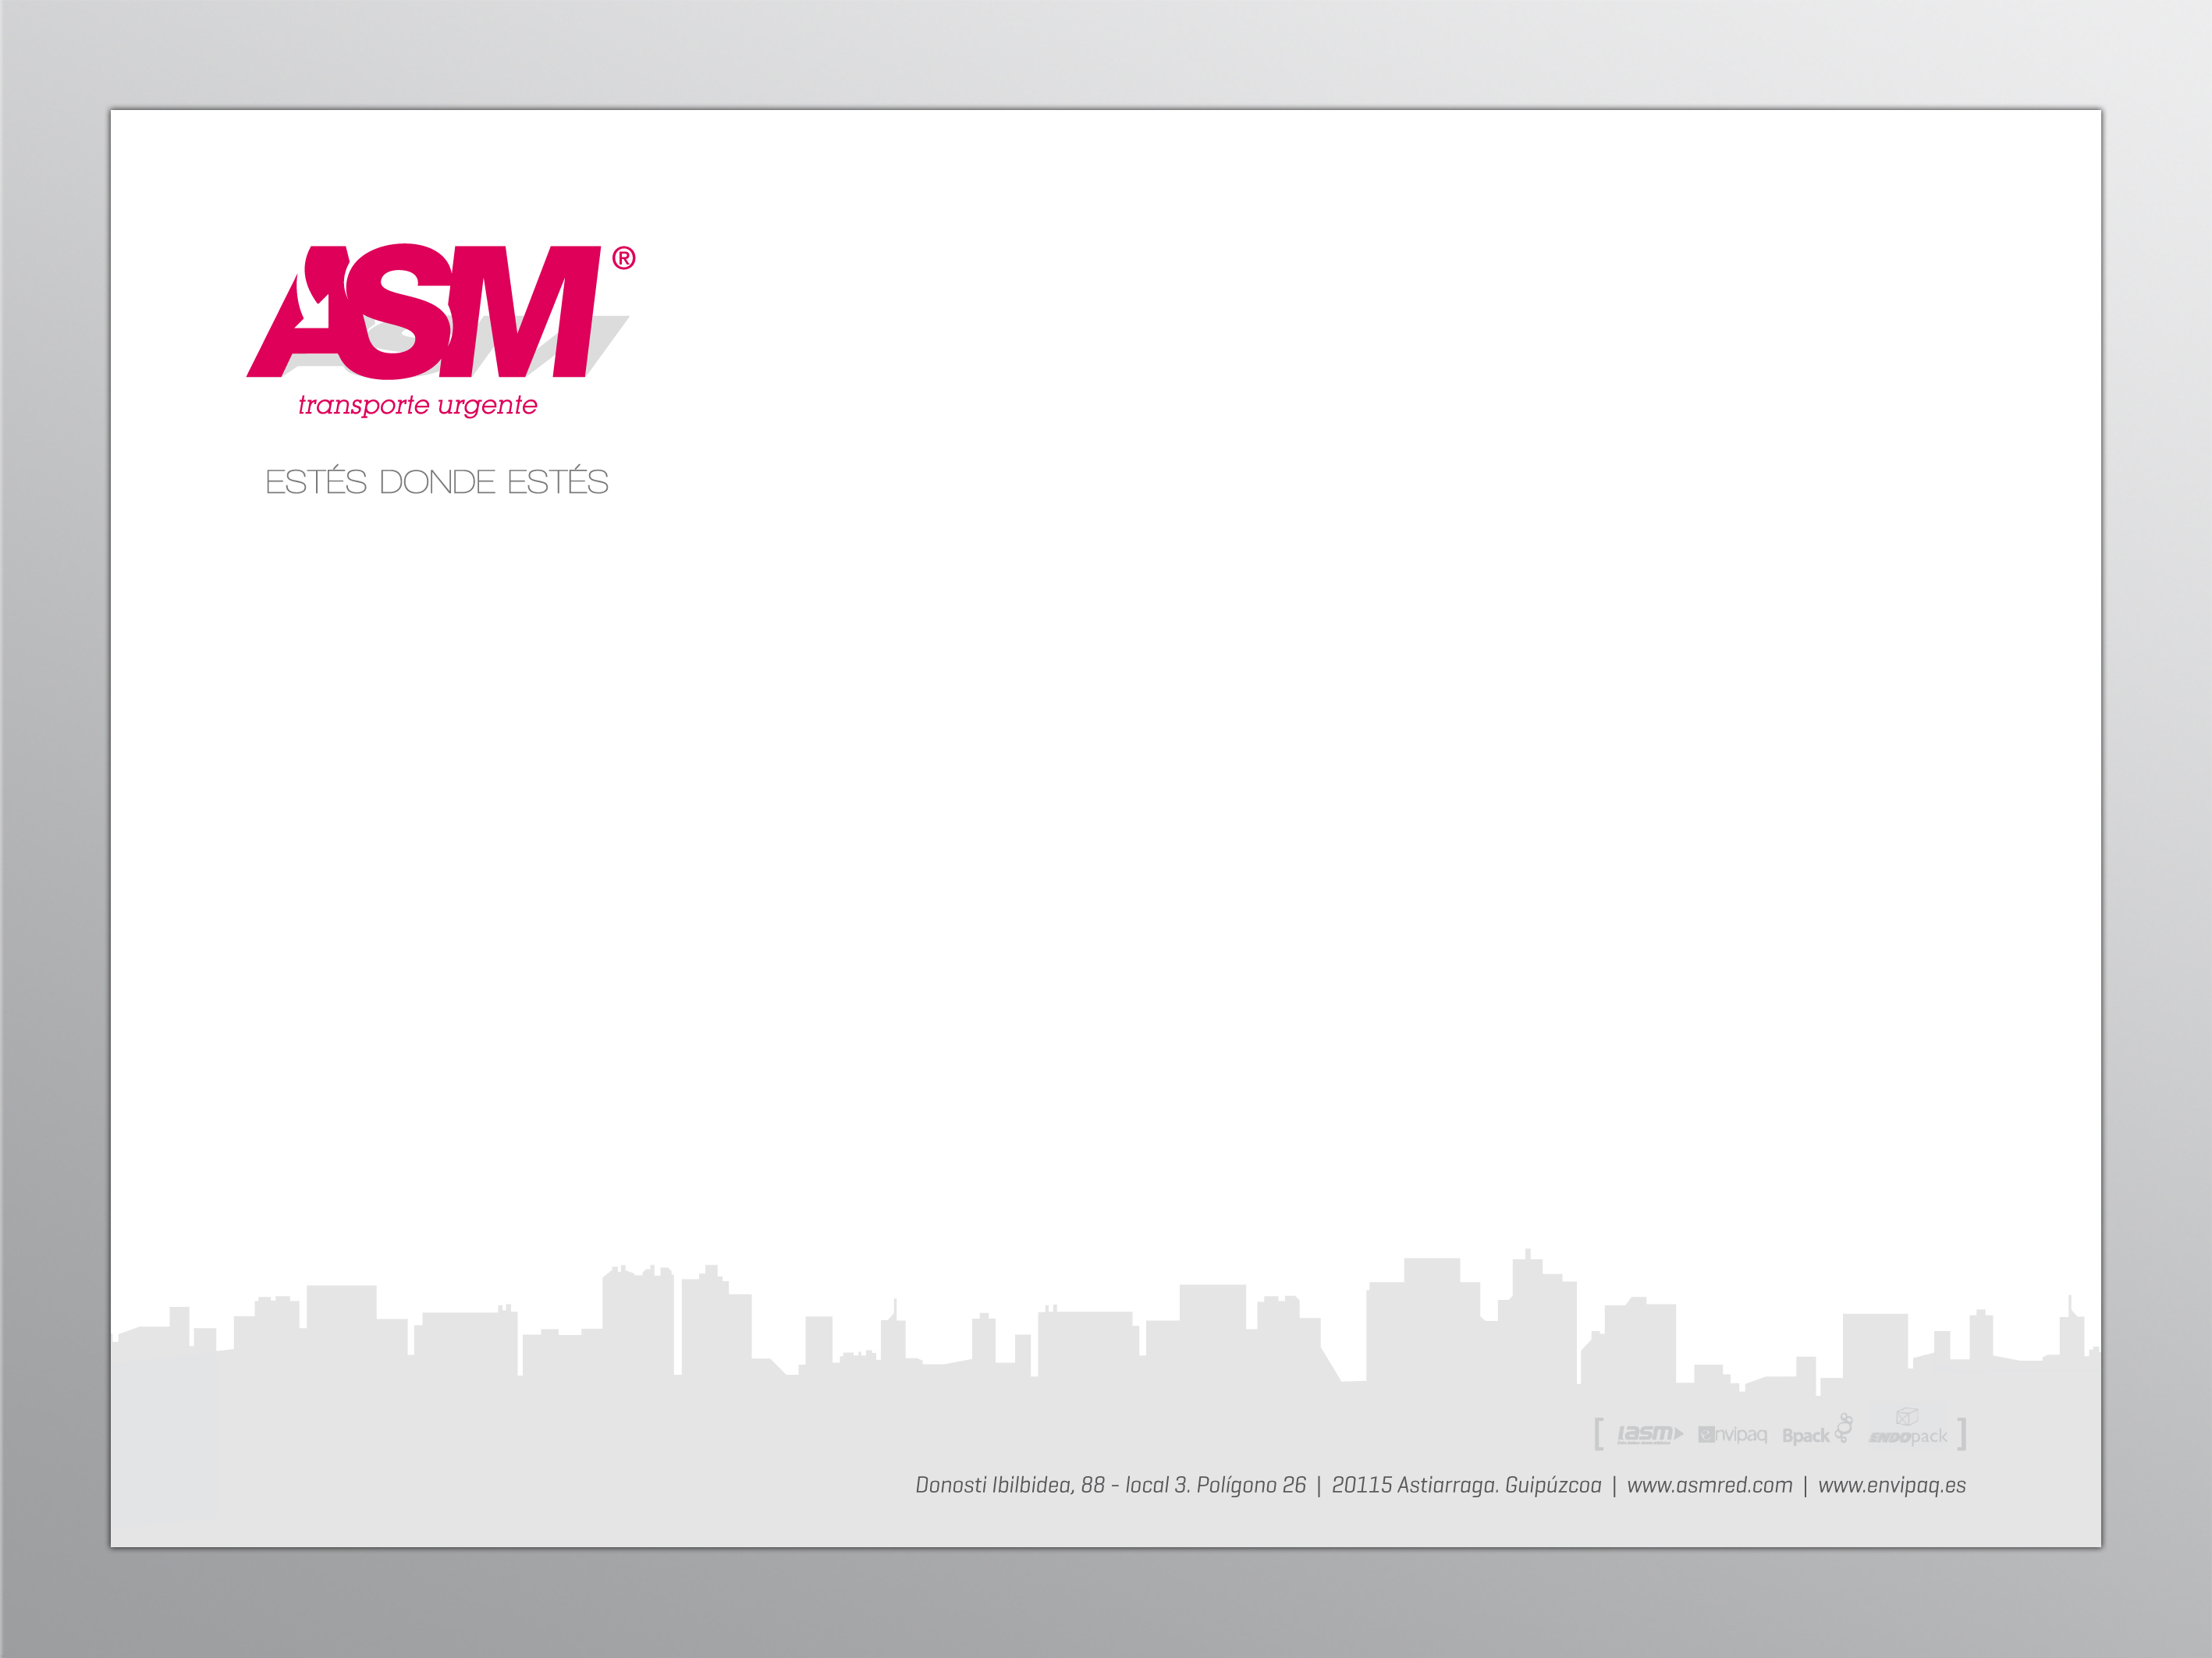 ASM®
transporte urgente
ESTÉS DONDE ESTÉS
[ iasm envipaq Bpack ENDOpack ]
Donosti Ibilbidea, 88 - local 3. Polígono 26 | 20115 Astiarraga. Guipúzcoa | www.asmred.com | www.envipaq.es